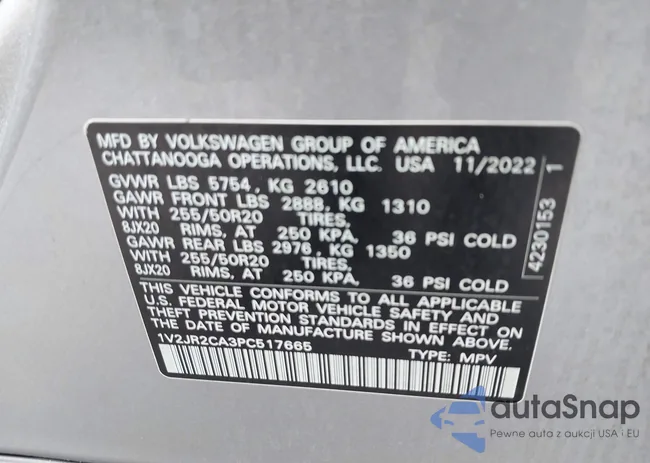 MFD BY VOLKSWAGEN GROUP OF AMERICA
CHATTANOOGA OPERATIONS, LLC. USA 11/2022
GVWR LBS 5754, KG 2610
GAWR FRONT LBS 2888, KG 1310
WITH 255/50R20 TIRES,
8JX20 RIMS, AT 250 KPA, 36 PSI COLD
GAWR REAR LBS 2976, KG 1350
WITH 255/50R20 TIRES,
8JX20 RIMS, AT 250 KPA, 36 PSI COLD
THIS VEHICLE CONFORMS TO ALL APPLICABLE
U.S. FEDERAL MOTOR VEHICLE SAFETY AND
THEFT PREVENTION STANDARDS IN EFFECT
ON THE DATE OF MANUFACTURE SHOWN ABOVE.
1V2JR2CA3PC517665 TYPE: MPV
4230153 1
autaSnap
Pewne auta z aukcji USA i EU